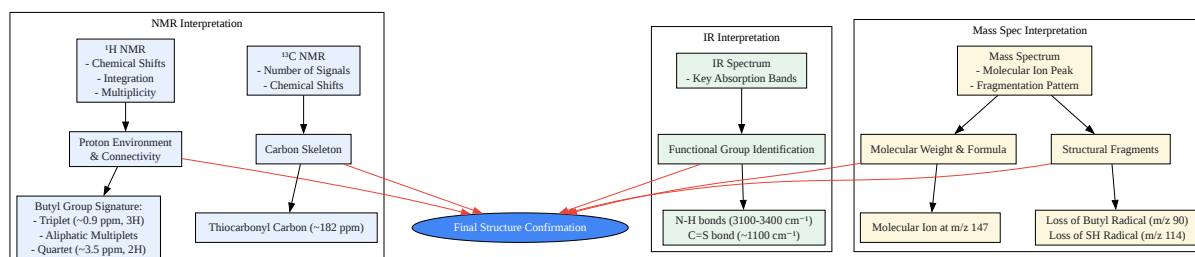 NMR Interpretation
¹H NMR
- Chemical Shifts
- Integration
- Multiplicity
¹³C NMR
- Number of Signals
- Chemical Shifts
Proton Environment
& Connectivity
Carbon Skeleton
Butyl Group Signature:
- Triplet (~0.9 ppm, 3H)
- Aliphatic Multiplets
- Quartet (~3.5 ppm, 2H)
Thiocarbonyl Carbon (~182 ppm)
Final Structure Confirmation
IR Interpretation
IR Spectrum
- Key Absorption Bands
Functional Group Identification
N-H bonds (3100-3400 cm⁻¹)
C=S bond (~1100 cm⁻¹)
Mass Spec Interpretation
Mass Spectrum
- Molecular Ion Peak
- Fragmentation Pattern
Molecular Weight & Formula
Structural Fragments
Molecular Ion at m/z 147
Loss of Butyl Radical (m/z 90)
Loss of SH Radical (m/z 114)